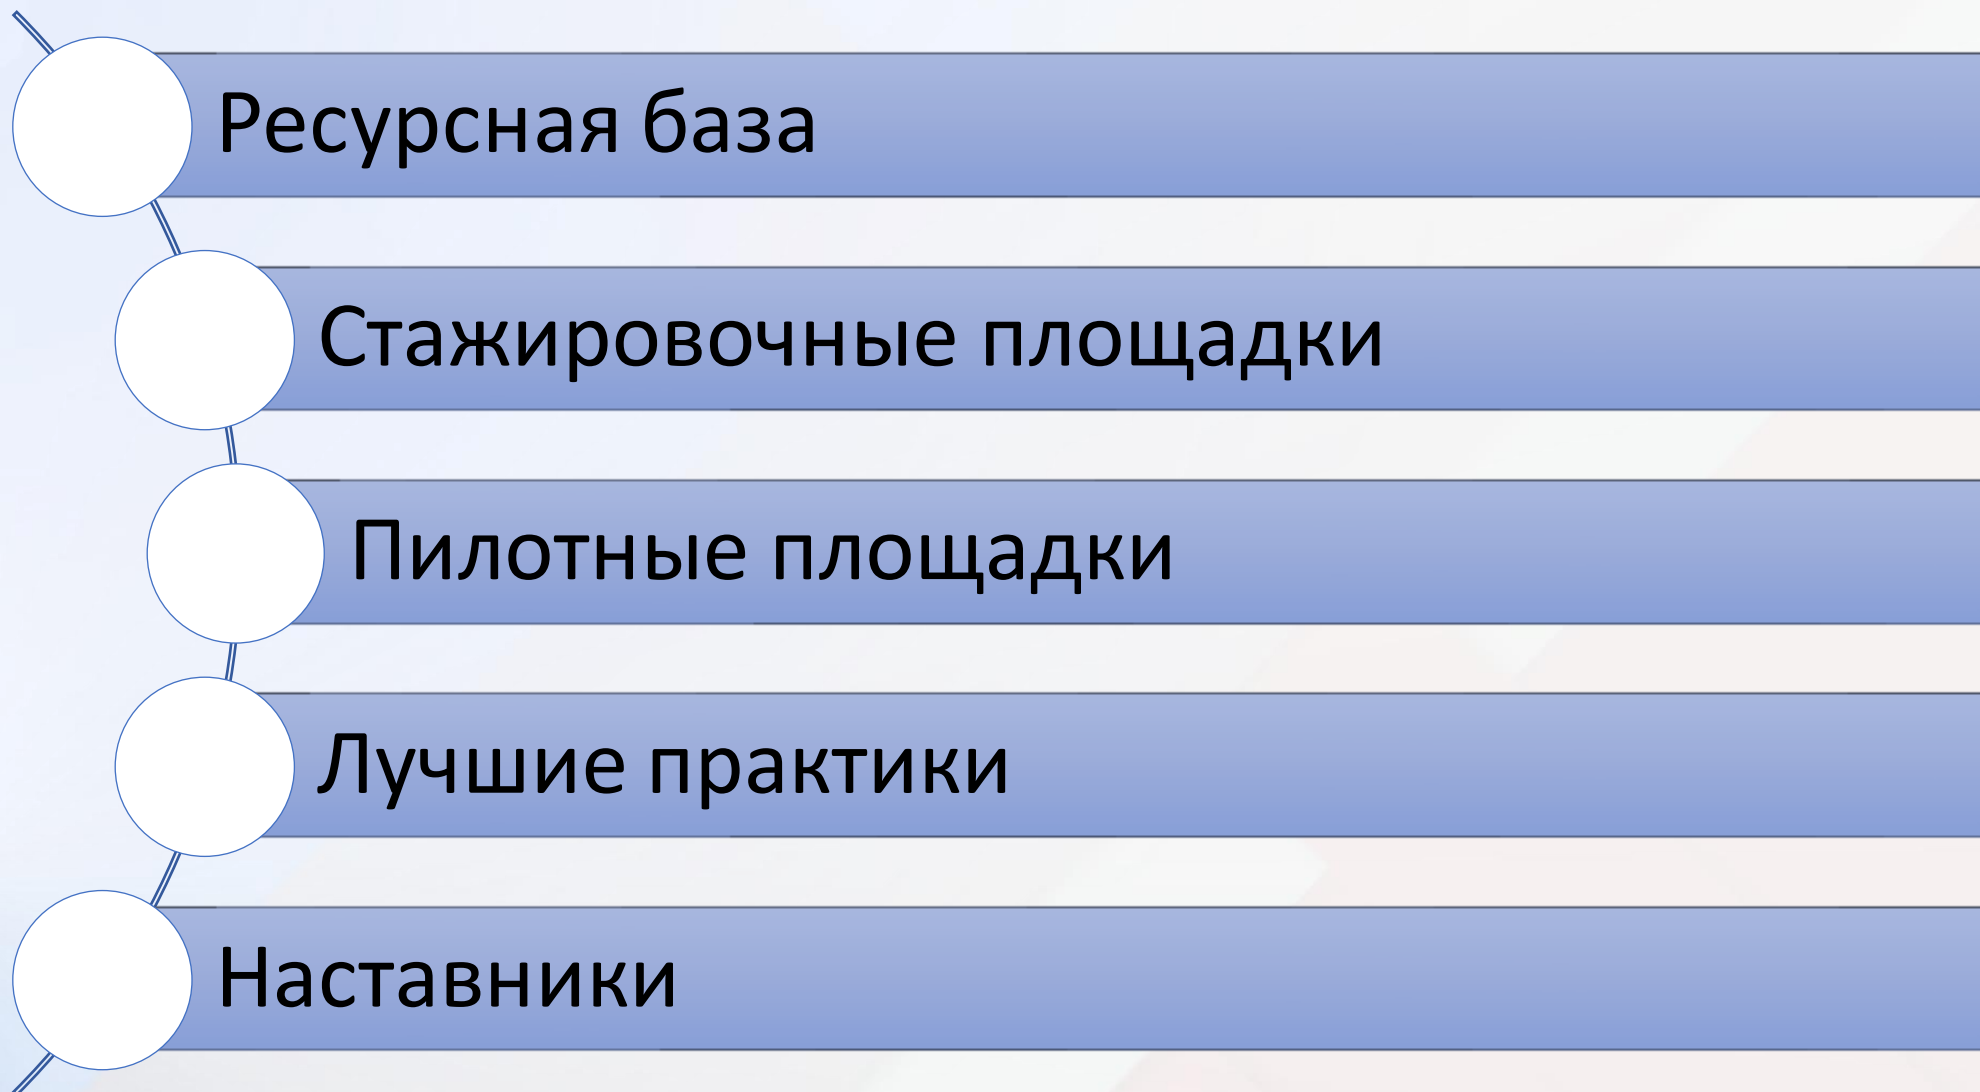 Ресурсная база
Стажировочные площадки
Пилотные площадки
Лучшие практики
Наставники